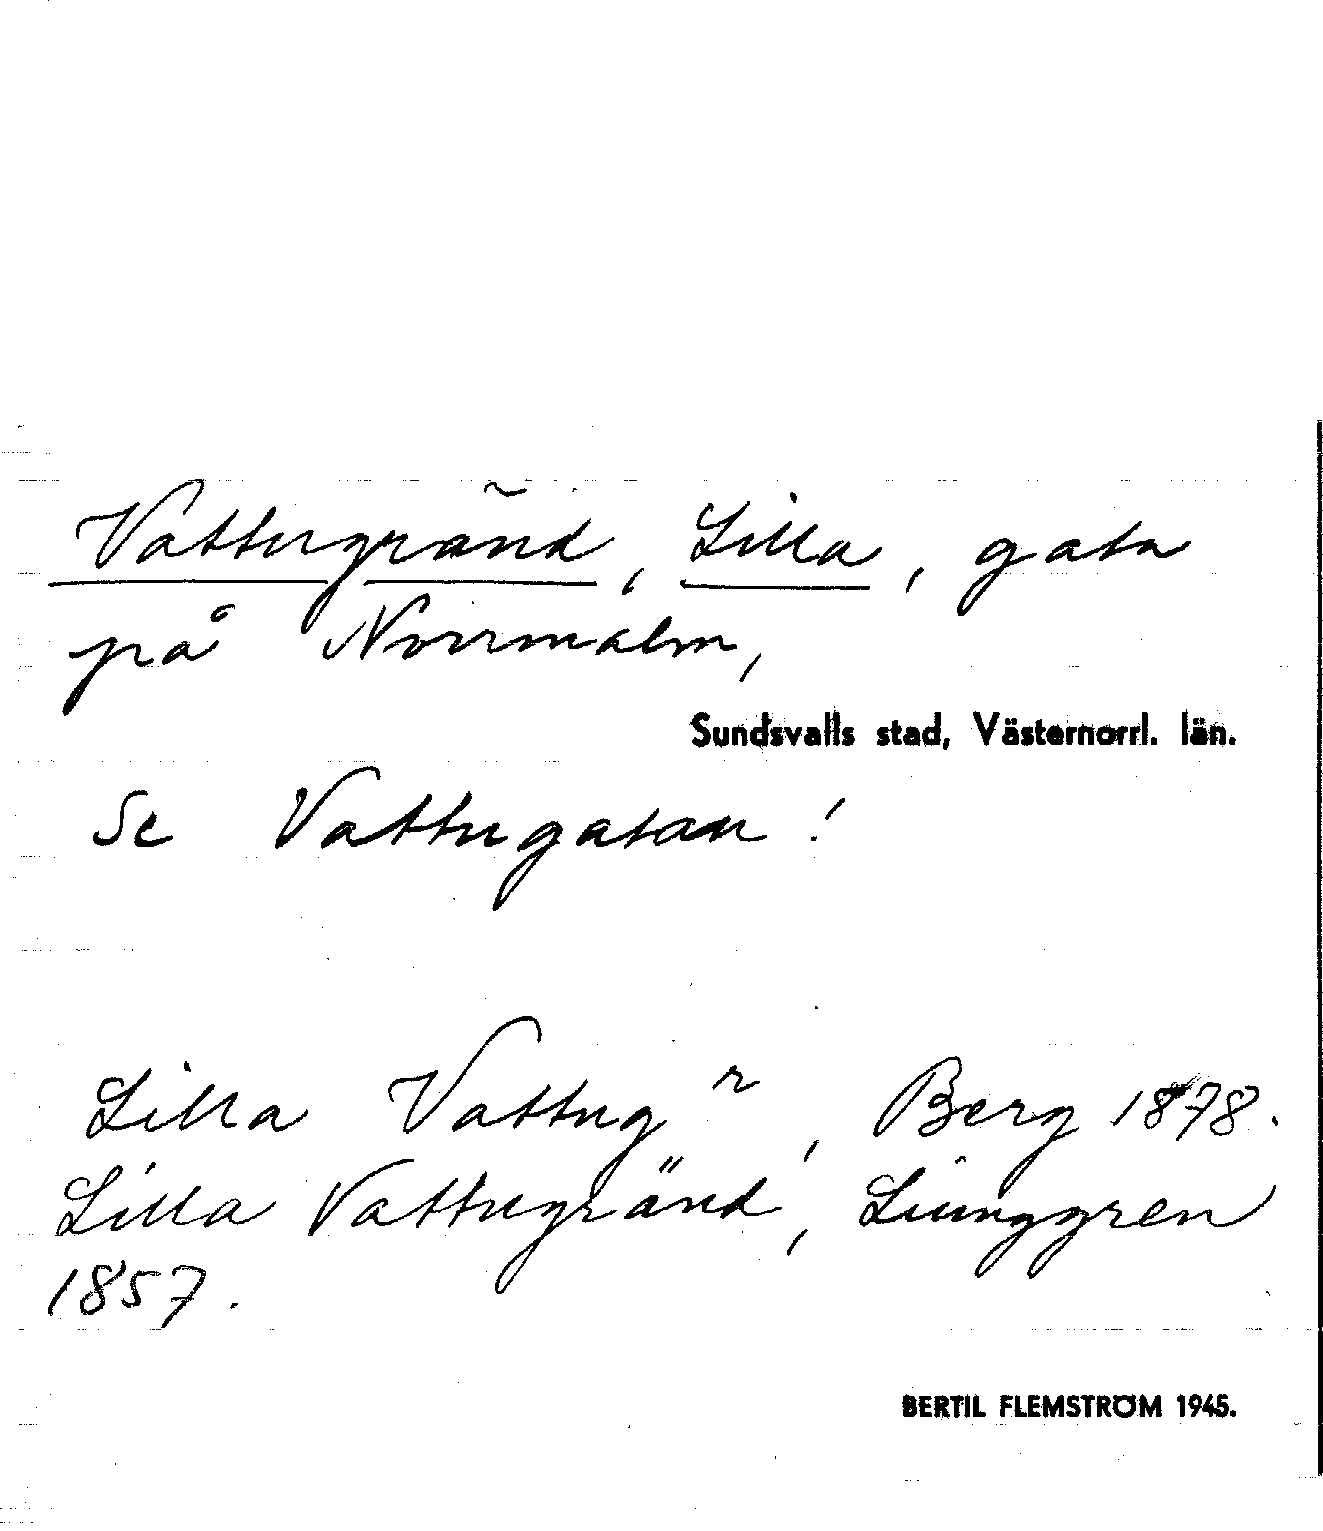 Vattugränd, Lilla, gata
på Norrmalm,
Sundsvalls stad, Västernorrl. län.
Se Vattugatan!
Lilla Vattugr, Berg 1878.
Lilla Vattugränd, Ljunggren
1857.
BERTIL FLEMSTRÖM 1945.